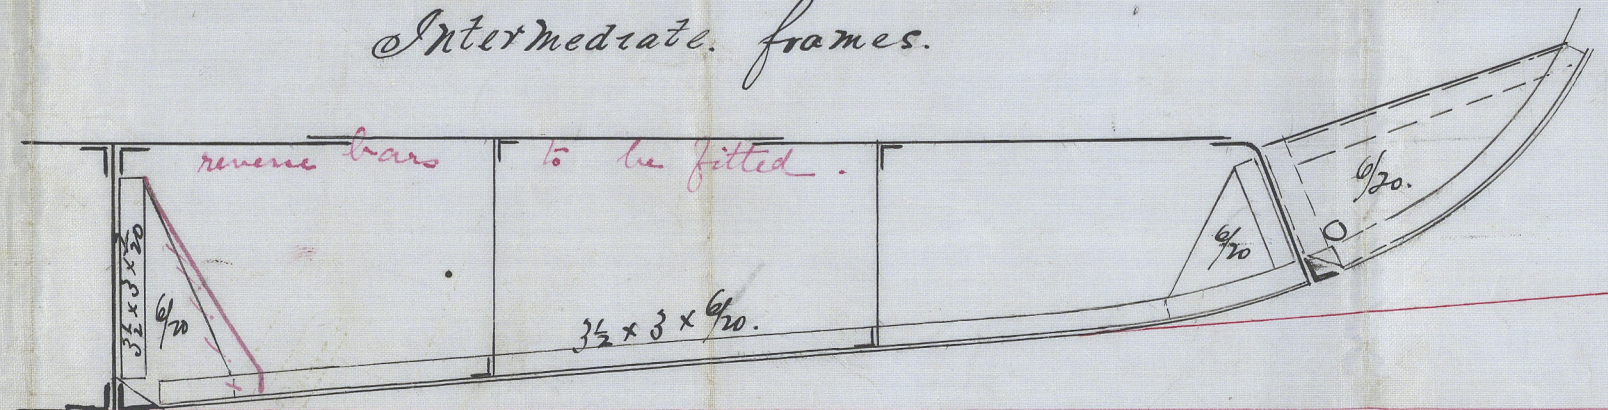 Intermediate. frames.
reverse bars to be fitted.
3½ x 3 x 6/20
6/20
3½ x 3 x 6/20.
6/20
6/20.